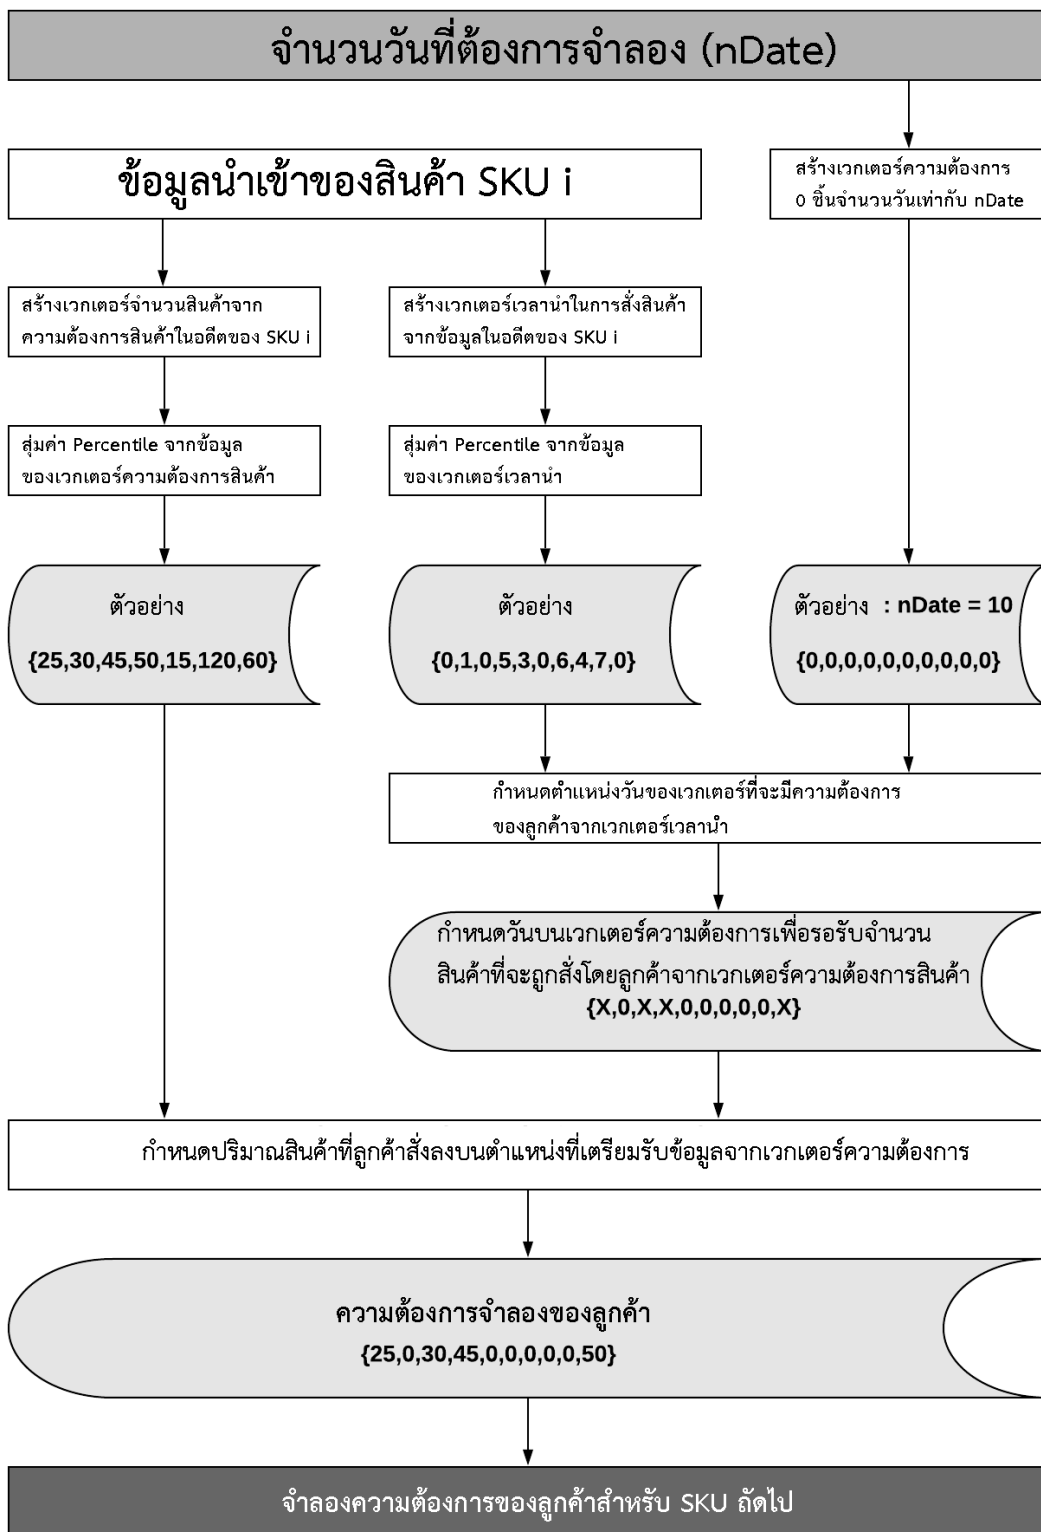 จำนวนวันที่ต้องการจำลอง (nDate)
ข้อมูลนำเข้าของสินค้า SKU i
สร้างเวกเตอร์ความต้องการ
0 ชิ้นจำนวนวันเท่ากับ nDate
สร้างเวกเตอร์จำนวนสินค้าจาก
ความต้องการสินค้าในอดีตของ SKU i
สร้างเวกเตอร์เวลานำในการสั่งสินค้า
จากข้อมูลในอดีตของ SKU i
สุ่มค่า Percentile จากข้อมูล
ของเวกเตอร์ความต้องการสินค้า
สุ่มค่า Percentile จากข้อมูล
ของเวกเตอร์เวลานำ
ตัวอย่าง
{25,30,45,50,15,120,60}
ตัวอย่าง
{0,1,0,5,3,0,6,4,7,0}
ตัวอย่าง : nDate = 10
{0,0,0,0,0,0,0,0,0,0}
กำหนดตำแหน่งวันของเวกเตอร์ที่จะมีความต้องการ
ของลูกค้าจากเวกเตอร์เวลานำ
กำหนดวันบนเวกเตอร์ความต้องการเพื่อรอรับจำนวน
สินค้าที่จะถูกสั่งโดยลูกค้าจากเวกเตอร์ความต้องการสินค้า
{X,0,X,X,0,0,0,0,0,X}
กำหนดปริมาณสินค้าที่ลูกค้าสั่งลงบนตำแหน่งที่เตรียมรับข้อมูลจากเวกเตอร์ความต้องการ
ความต้องการจำลองของลูกค้า
{25,0,30,45,0,0,0,0,0,50}
จำลองความต้องการของลูกค้าสำหรับ SKU ถัดไป